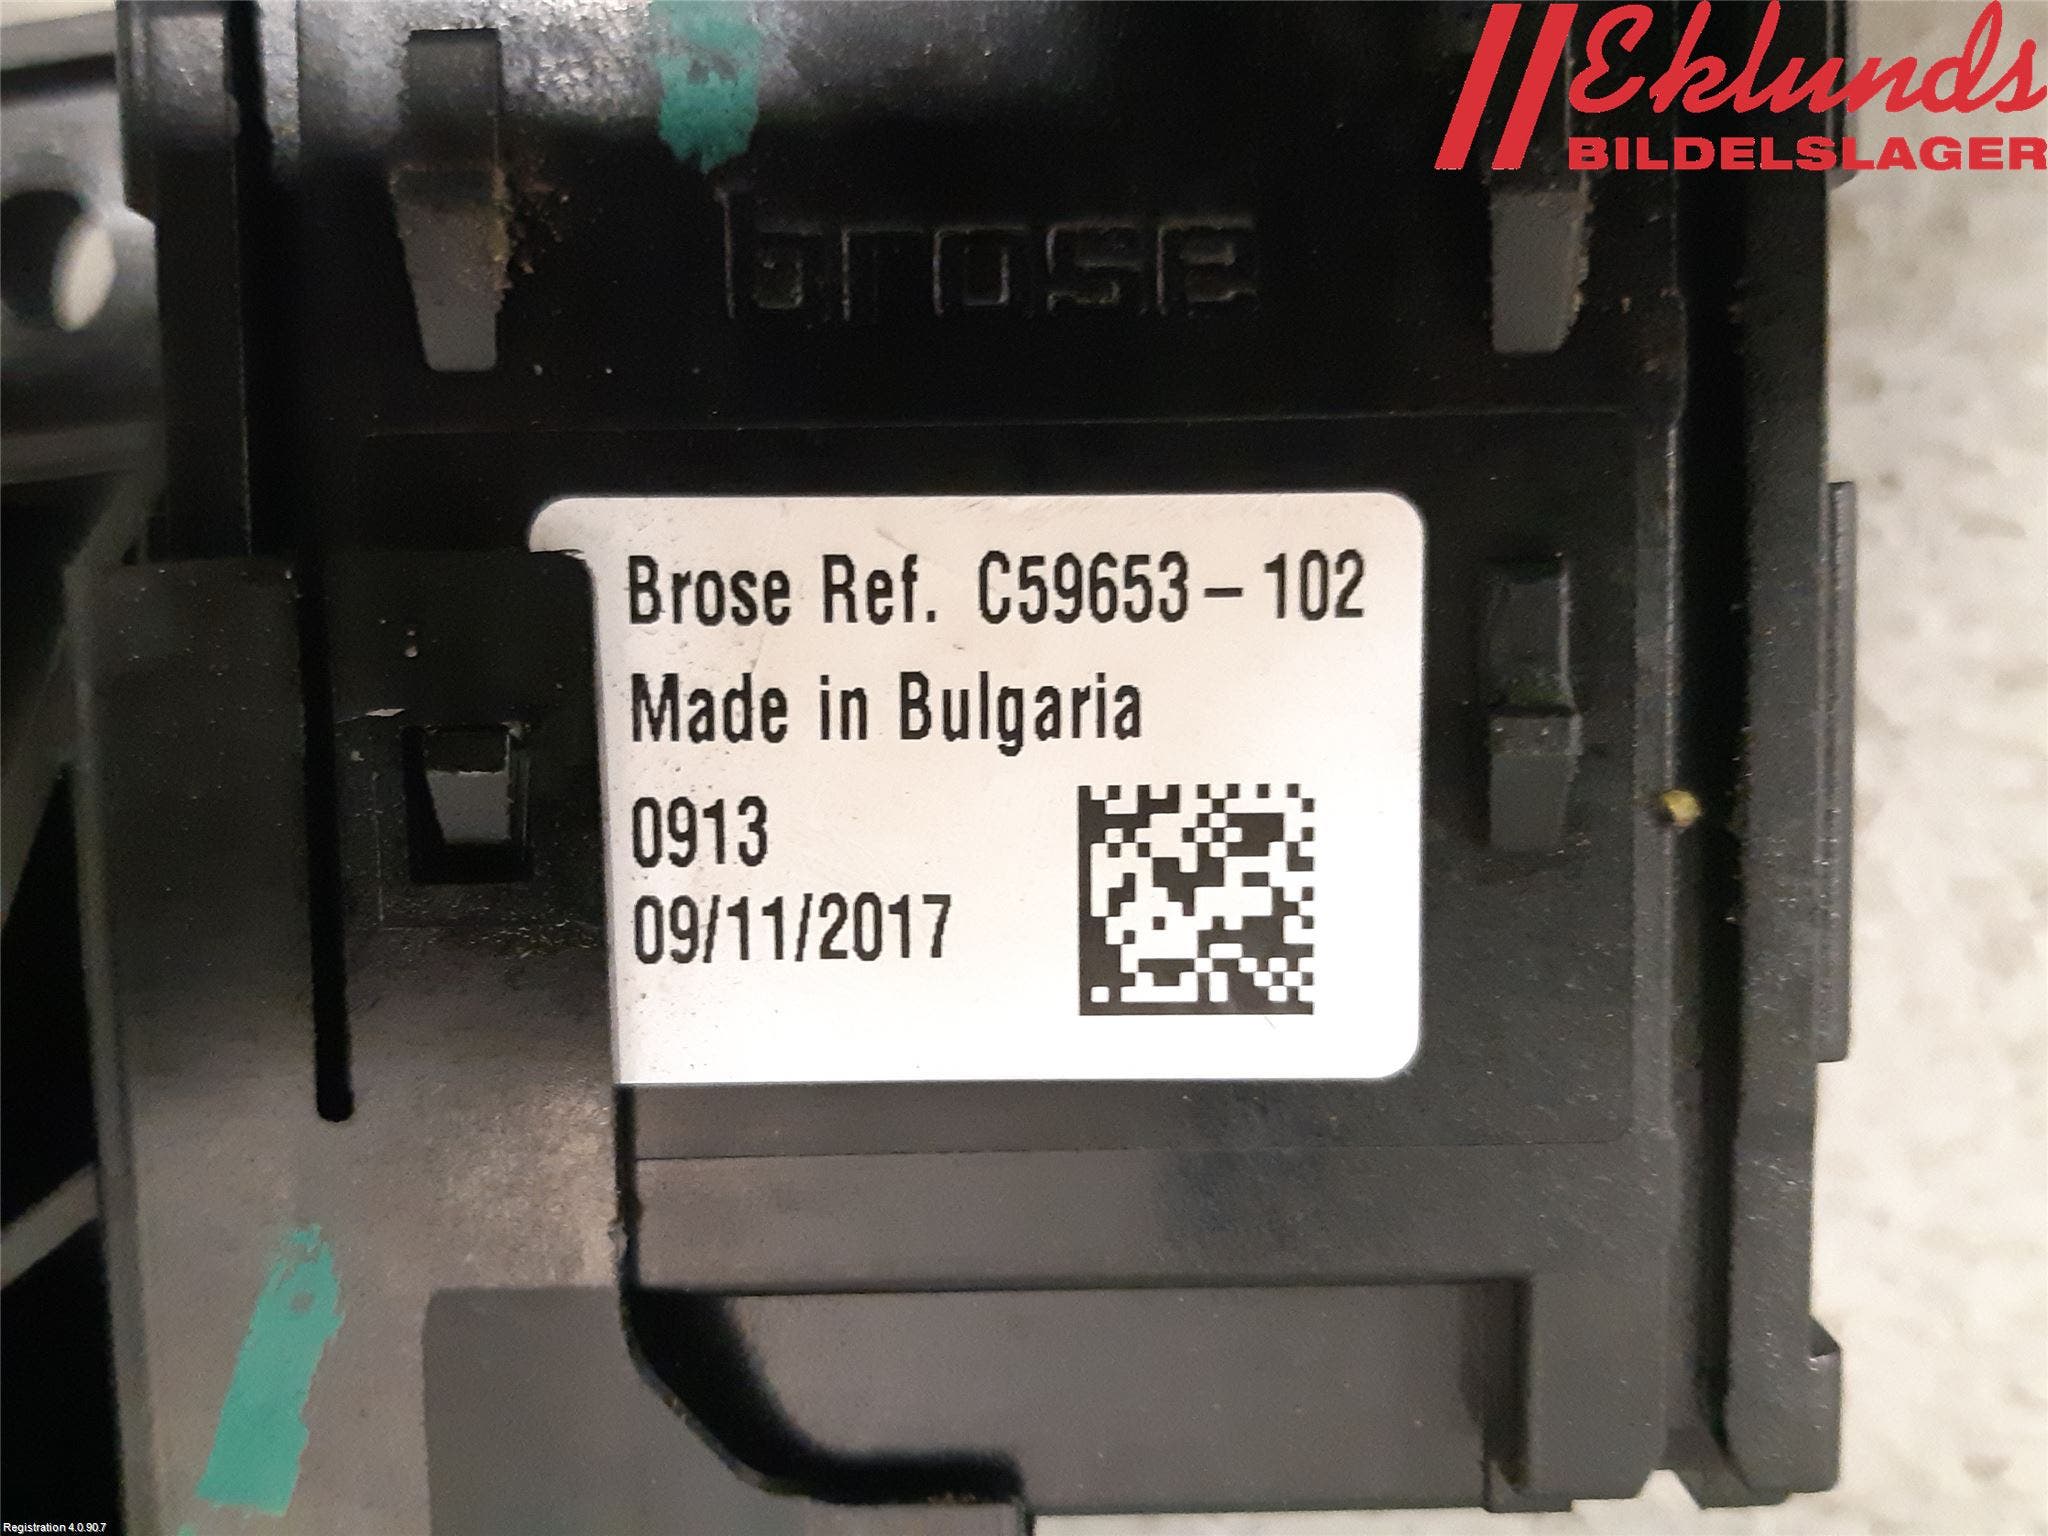 Eklunds
BILDELSLAGER
brose
Brose Ref. C59653-102
Made in Bulgaria
0913
09/11/2017
Registration 4.0.90.7